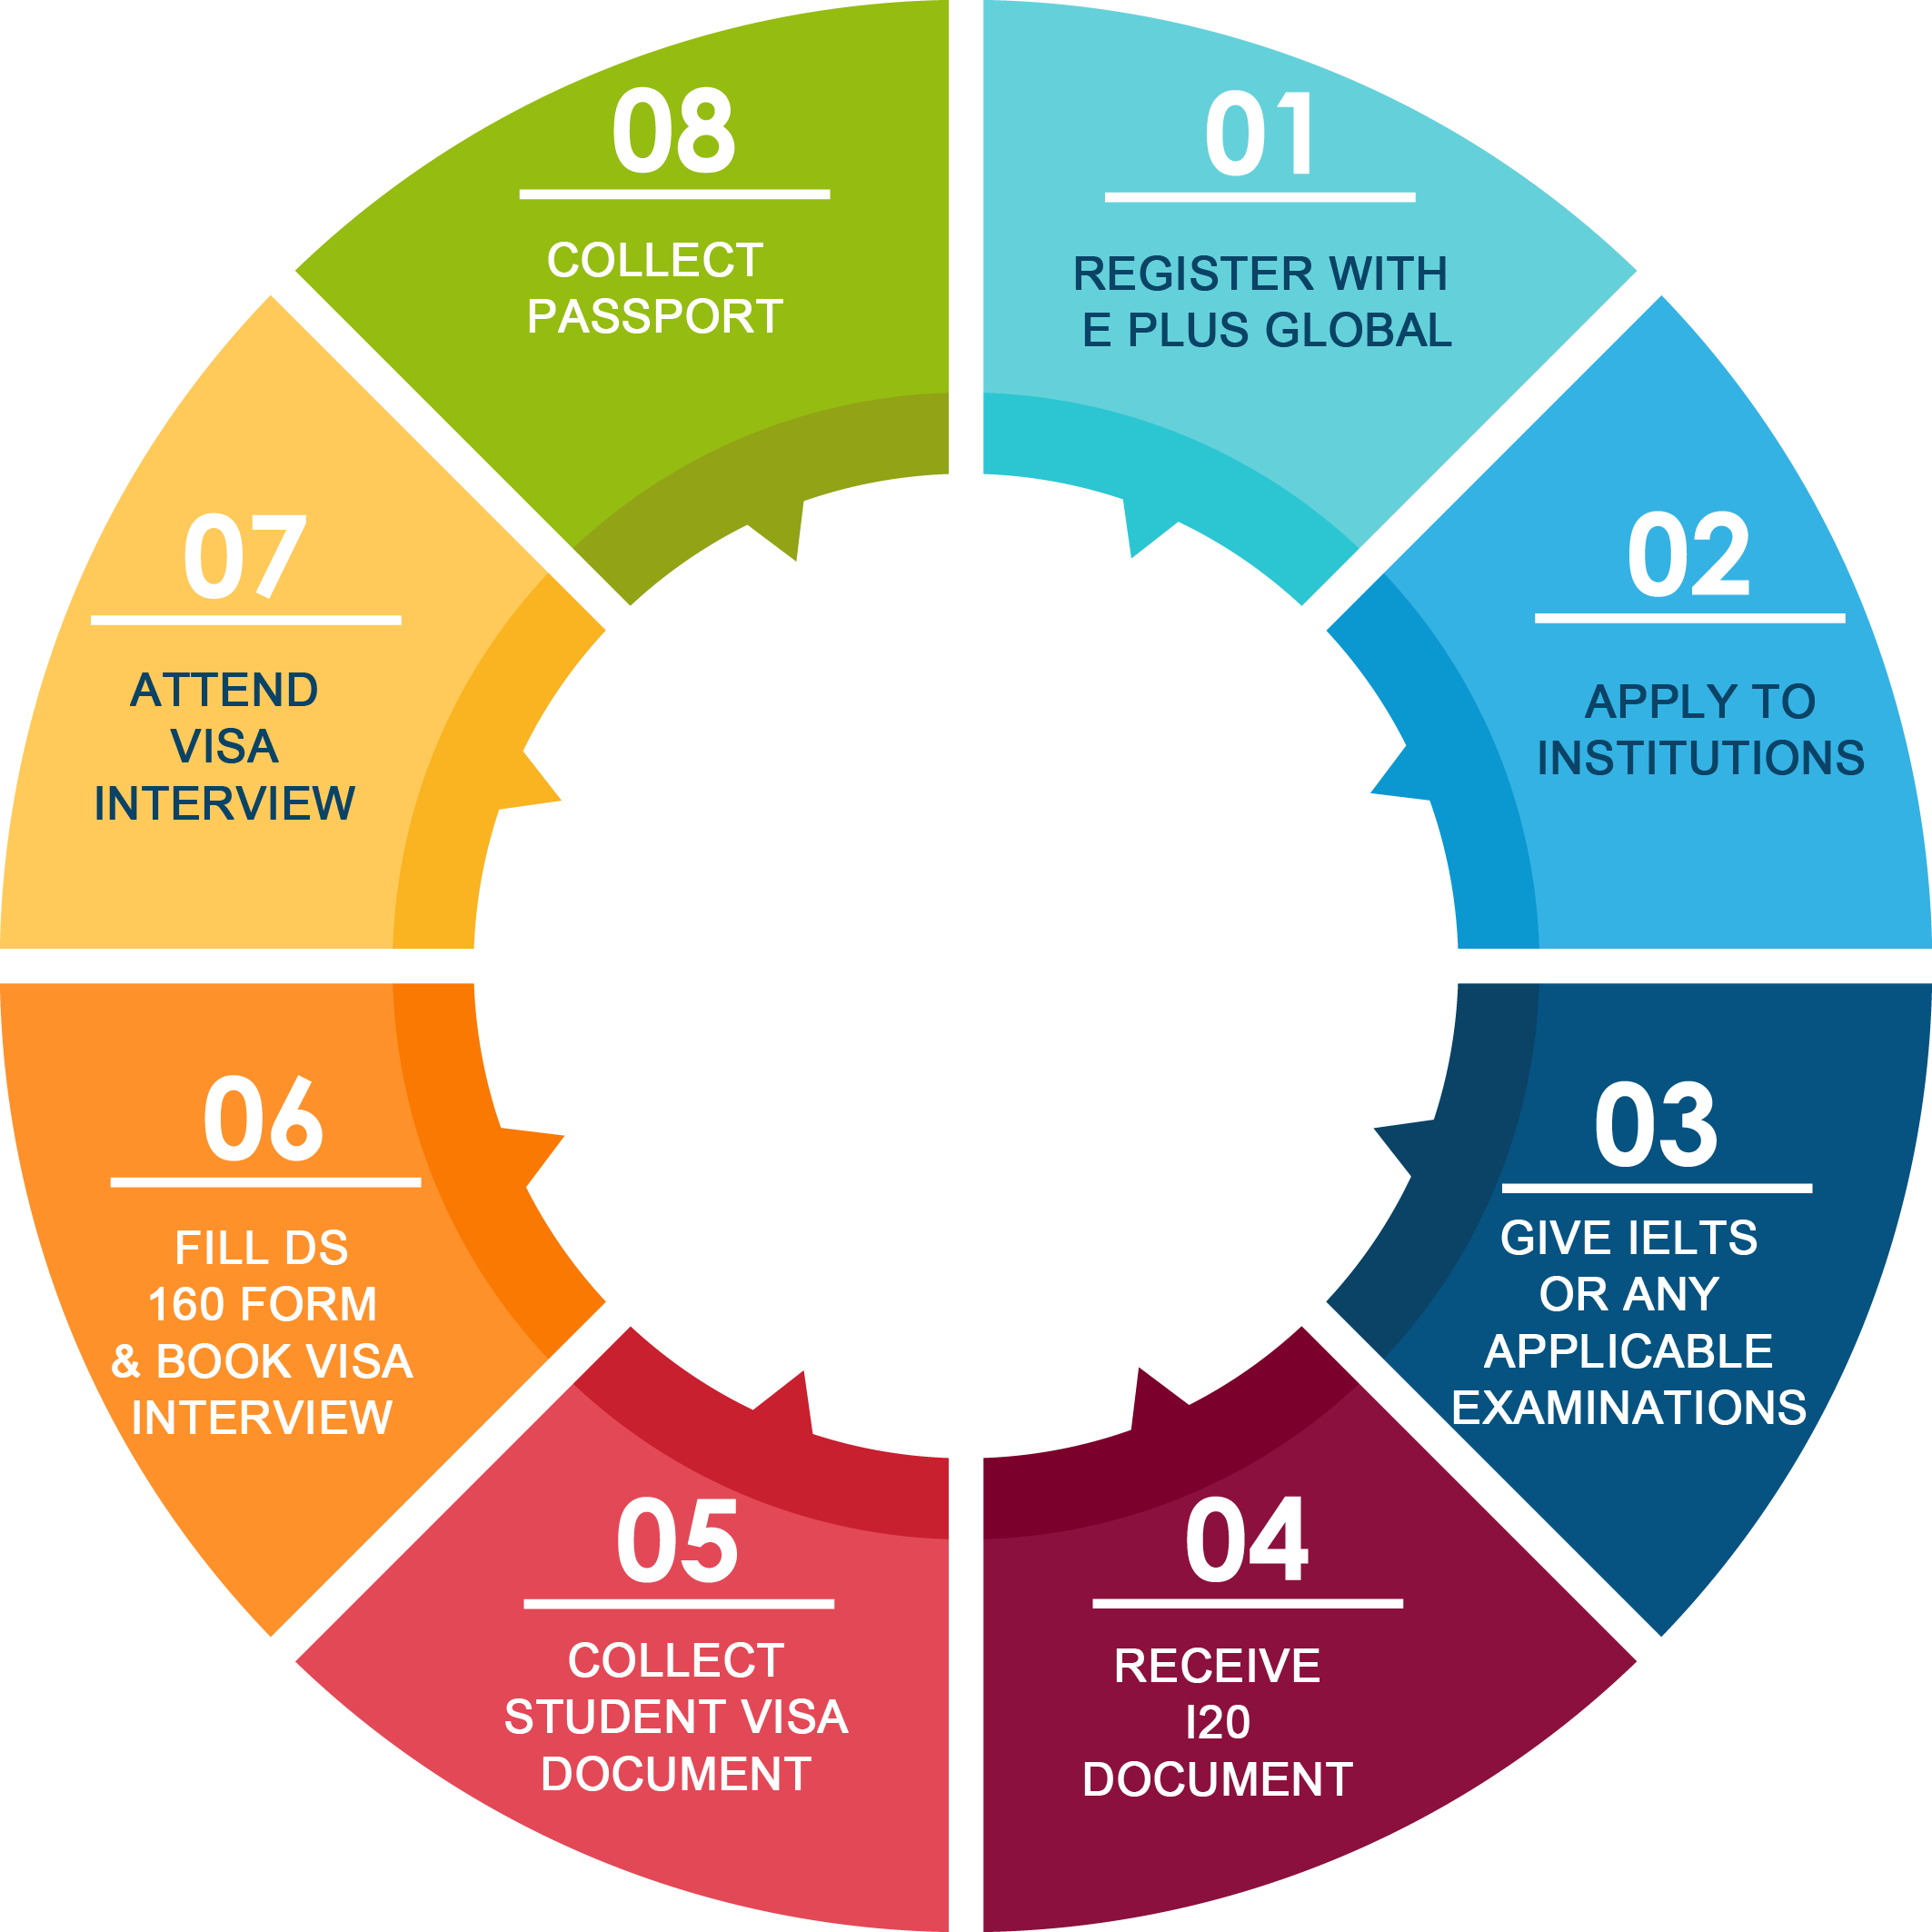 01
REGISTER WITH
E PLUS GLOBAL
02
APPLY TO
INSTITUTIONS
03
GIVE IELTS
OR ANY
APPLICABLE
EXAMINATIONS
04
RECEIVE
I20
DOCUMENT
05
COLLECT
STUDENT VISA
DOCUMENT
06
FILL DS
160 FORM
& BOOK VISA
INTERVIEW
07
ATTEND
VISA
INTERVIEW
08
COLLECT
PASSPORT